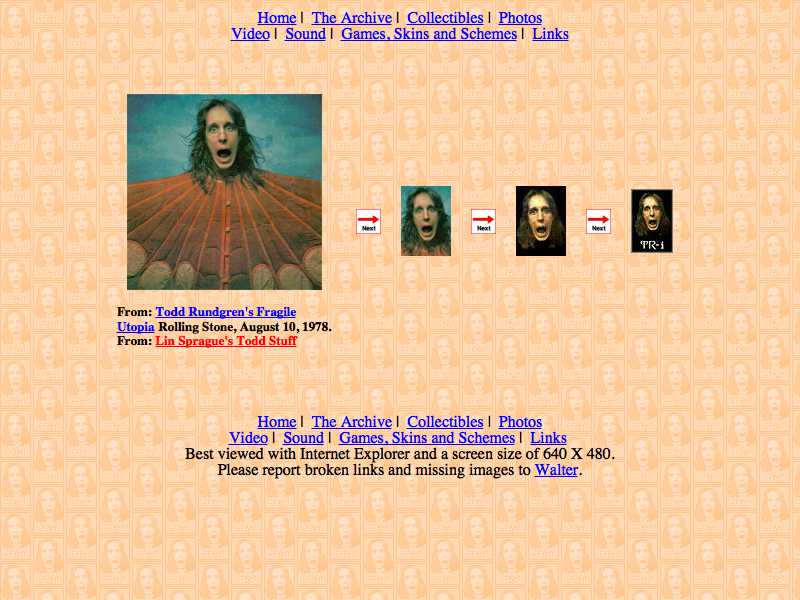 Home | The Archive | Collectibles | Photos
Video | Sound | Games, Skins and Schemes | Links
Next
Next
Next
TR-i
From: Todd Rundgren's Fragile
Utopia Rolling Stone, August 10, 1978.
From: Lin Sprague's Todd Stuff
Home | The Archive | Collectibles | Photos
Video | Sound | Games, Skins and Schemes | Links
Best viewed with Internet Explorer and a screen size of 640 X 480.
Please report broken links and missing images to Walter.